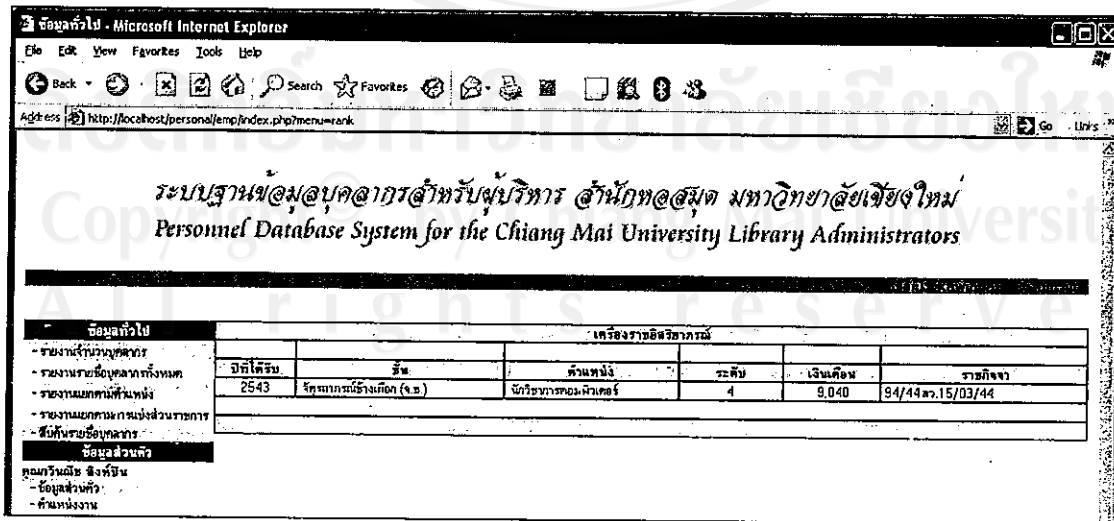 ข้อมูลทั่วไป - Microsoft Internet Explorer
File Edit View Favorites Tools Help
Back Search Favorites
Address http://localhost/personal/emp/index.php?menu=rank Go Links
ระบบฐานข้อมูลบุคลากรสำหรับผู้บริหาร สำนักหอสมุด มหาวิทยาลัยเชียงใหม่
Personnel Database System for the Chiang Mai University Library Administrators
ข้อมูลทั่วไป
- รายงานจำนวนบุคลากร
- รายงานรายชื่อบุคลากรทั้งหมด
- รายงานแยกตามตำแหน่ง
- รายงานแยกตามการแบ่งส่วนราชการ
- สืบค้นรายชื่อบุคลากร
ข้อมูลส่วนตัว
- ข้อมูลส่วนตัว
- ตำแหน่งงาน
เครื่องราชอิสริยาภรณ์
ปีที่ได้รับ ชั้น ตำแหน่ง ระดับ เงินเดือน ราชกิจจา
2543 จัตุรถาภรณ์ช้างเผือก (จ.ช.) นักวิชาการคอมพิวเตอร์ 4 9,040 94/44ลว.15/03/44
All rights reserve